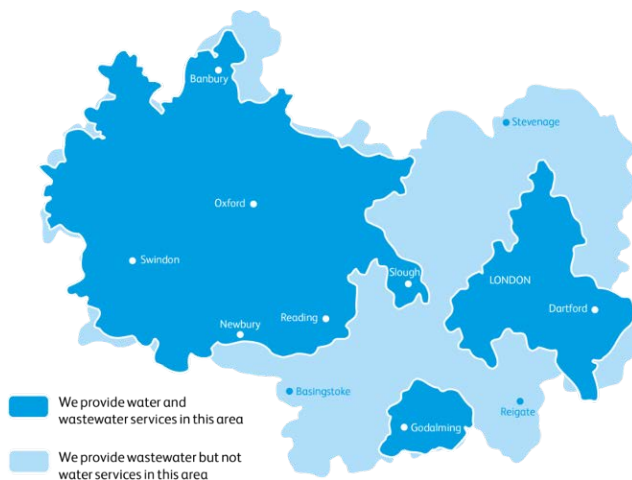 Banbury
Stevenage
Oxford
Swindon
Slough
LONDON
Dartford
Reading
Newbury
Basingstoke
Reigate
Godalming
We provide water and
wastewater services in this area
We provide wastewater but not
water services in this area